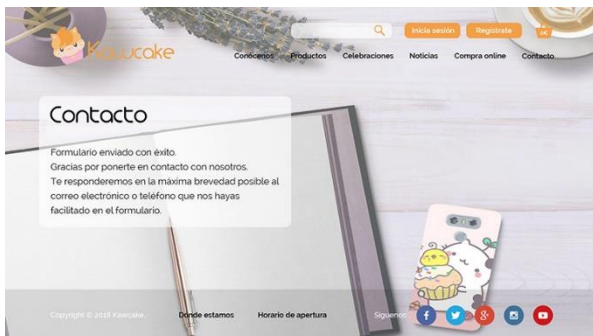 Inicia sesión Regístrate
0€
Kawcake
Conócenos Productos Celebraciones Noticias Compra online Contacto
Contacto
Formulario enviado con éxito.
Gracias por ponerte en contacto con nosotros.
Te responderemos en la máxima brevedad posible al
correo electrónico o teléfono que nos hayas
facilitado en el formulario.
Copyright © 2018 Kawcake. Dónde estamos Horario de apertura Síguenos